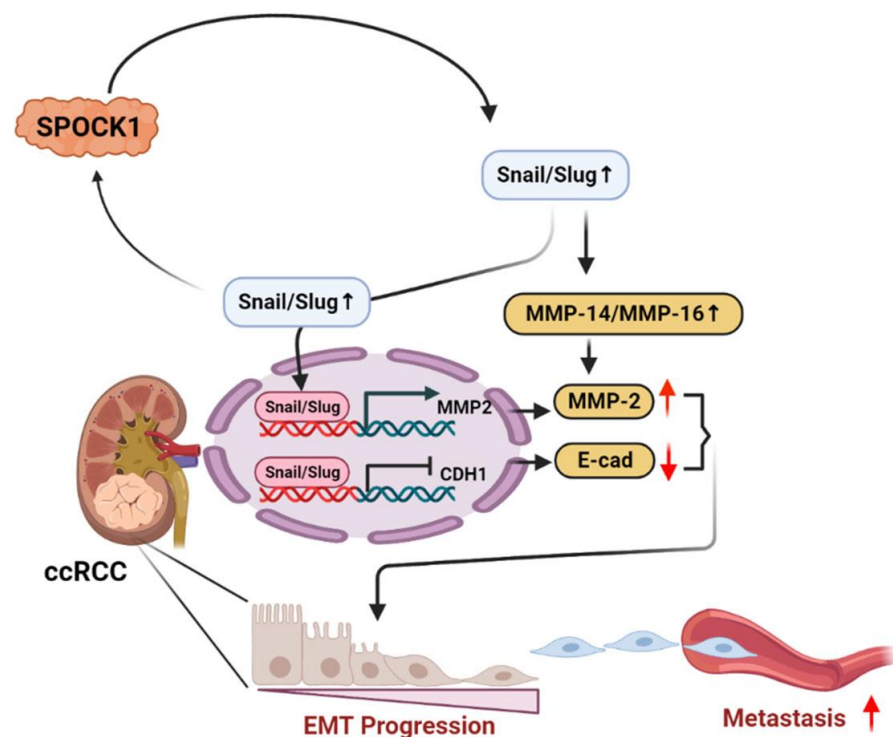 SPOCK1
Snail/Slug↑
Snail/Slug↑
MMP-14/MMP-16↑
Snail/Slug
MMP2
MMP-2
Snail/Slug
CDH1
E-cad
ccRCC
EMT Progression
Metastasis